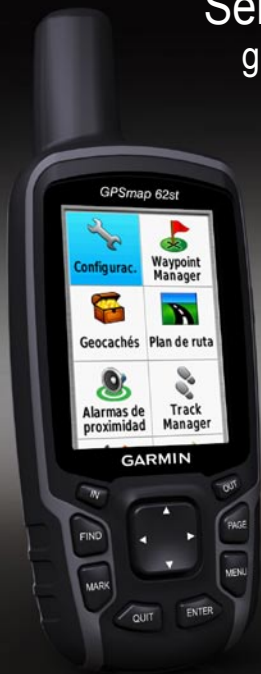 Ser
g
GPSmap 62st
Configurac.
Waypoint
Manager
Geocachés
Plan de ruta
Alarmas de
proximidad
Track
Manager
GARMIN
IN
OUT
FIND
PAGE
MARK
MENU
QUIT
ENTER